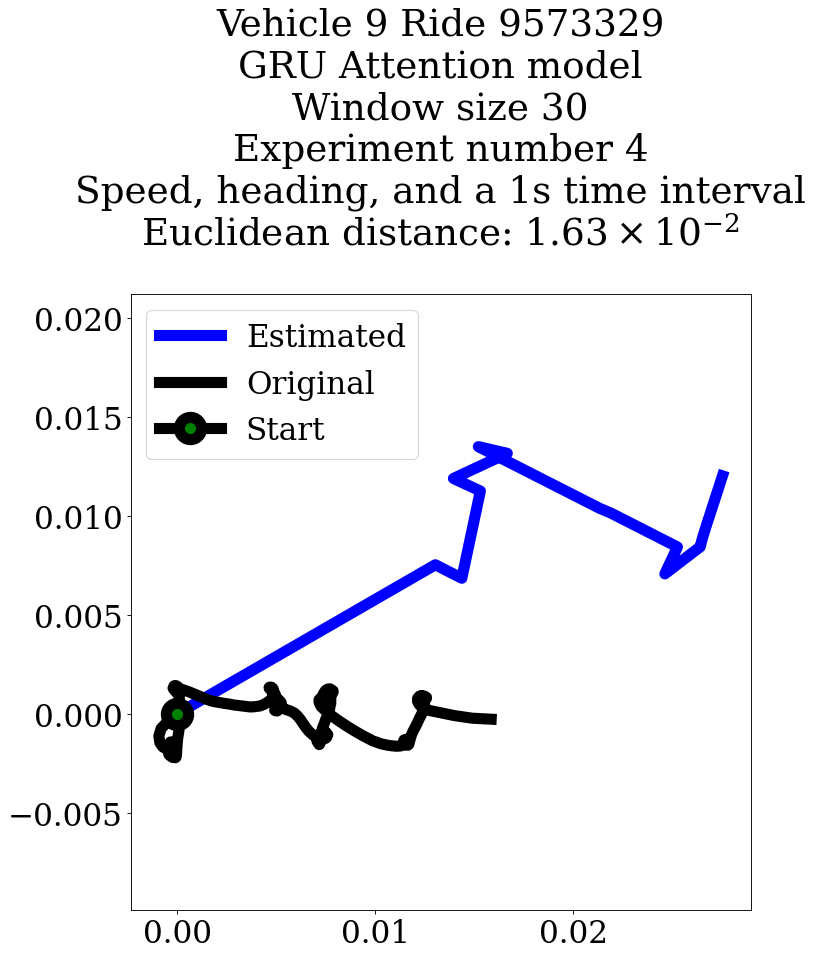 Vehicle 9 Ride 9573329
GRU Attention model
Window size 30
Experiment number 4
Speed, heading, and a 1s time interval
Euclidean distance: 1.63 × 10⁻²
Estimated
Original
Start
0.020
0.015
0.010
0.005
0.000
−0.005
0.00
0.01
0.02